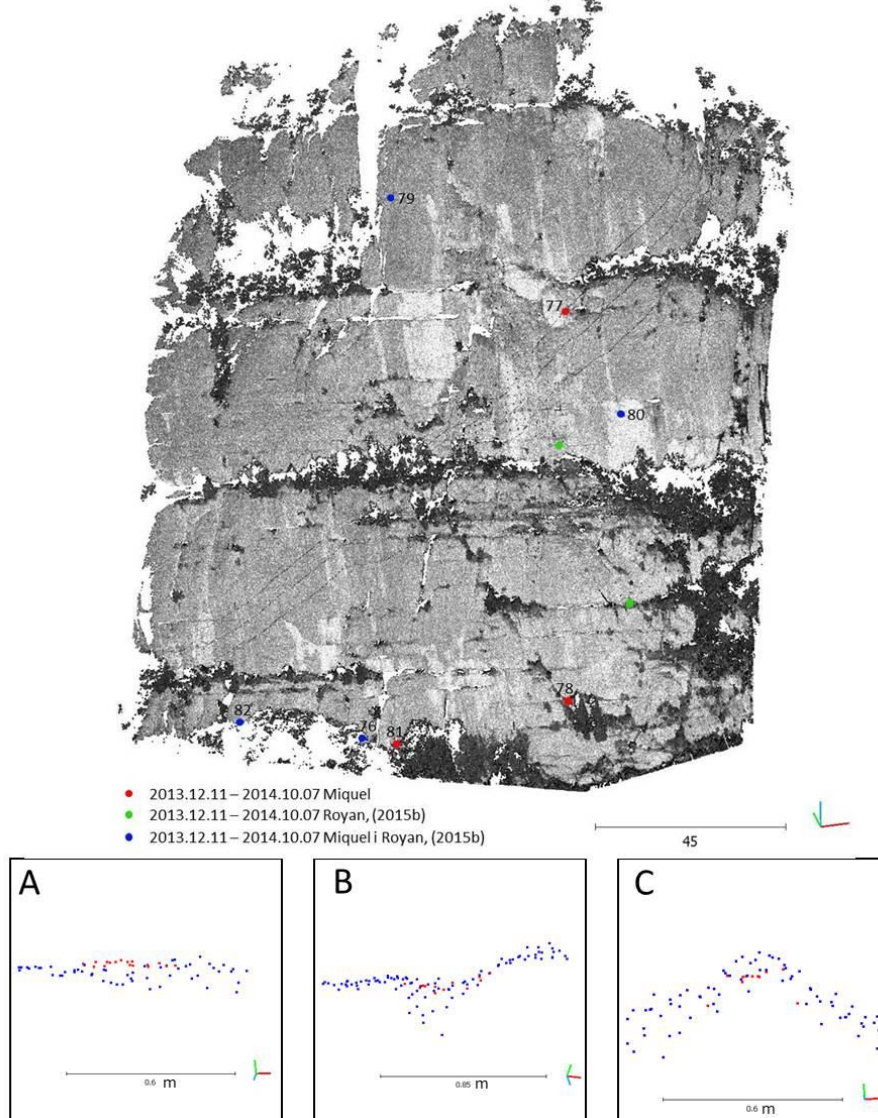 79
77
80
78
82
76
81
2013.12.11 – 2014.10.07 Miquel
2013.12.11 – 2014.10.07 Royan, (2015b)
2013.12.11 – 2014.10.07 Miquel i Royan, (2015b)
45
A
B
C
0.6 m
0.85 m
0.6 m